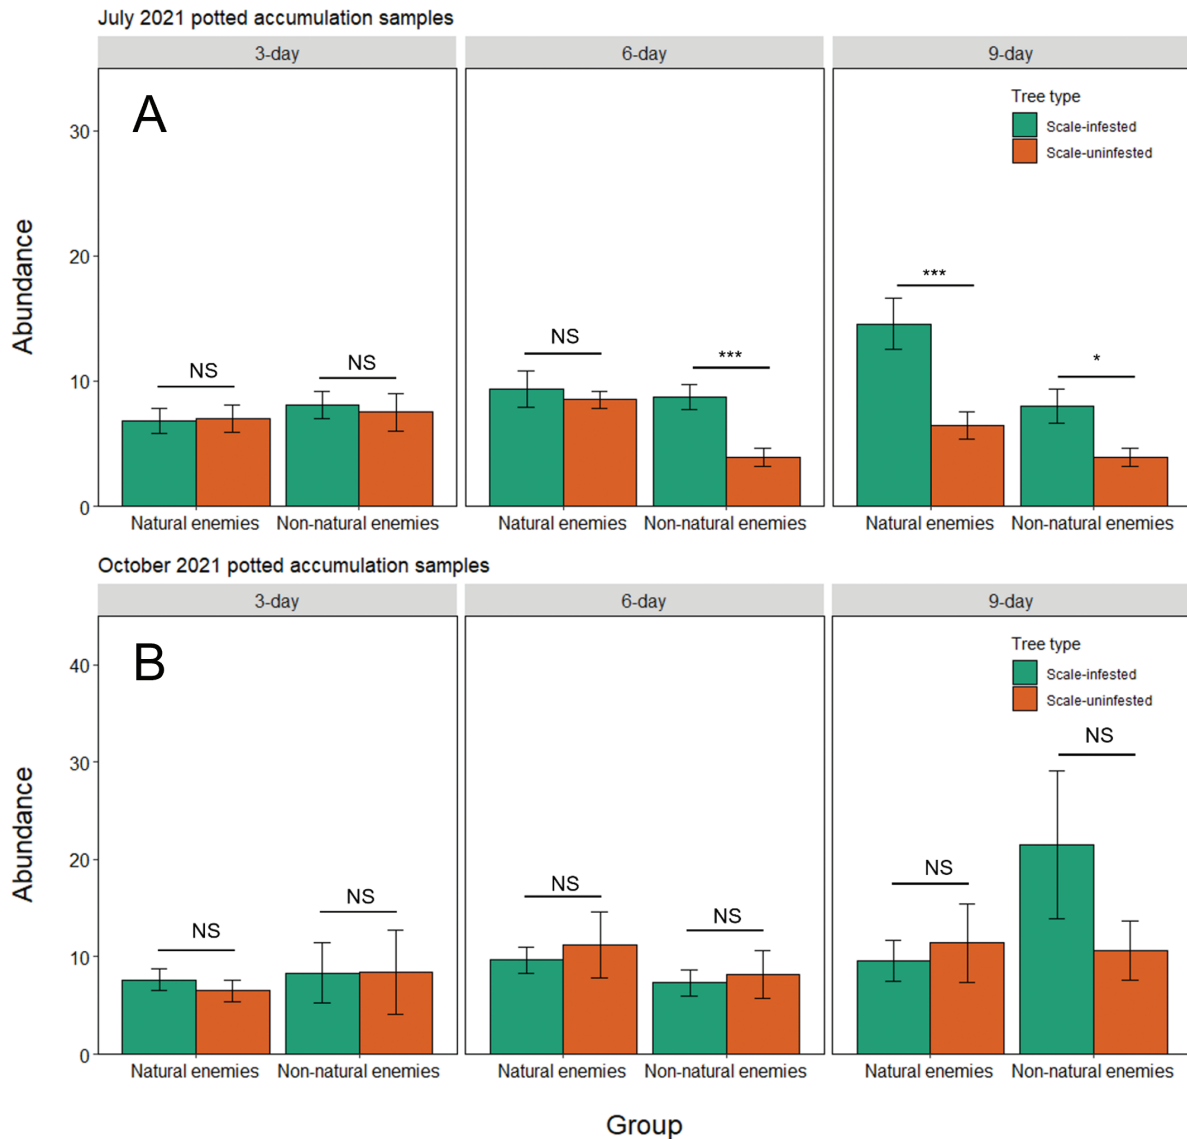 July 2021 potted accumulation samples
3-day 6-day 9-day
A
Tree type
Scale-infested
Scale-uninfested
30
20
10
0
Abundance
NS NS
NS ***
*** *
Natural enemies Non-natural enemies Natural enemies Non-natural enemies Natural enemies Non-natural enemies
October 2021 potted accumulation samples
3-day 6-day 9-day
B
Tree type
Scale-infested
Scale-uninfested
40
30
20
10
0
Abundance
NS NS
NS NS
NS NS
Natural enemies Non-natural enemies Natural enemies Non-natural enemies Natural enemies Non-natural enemies
Group